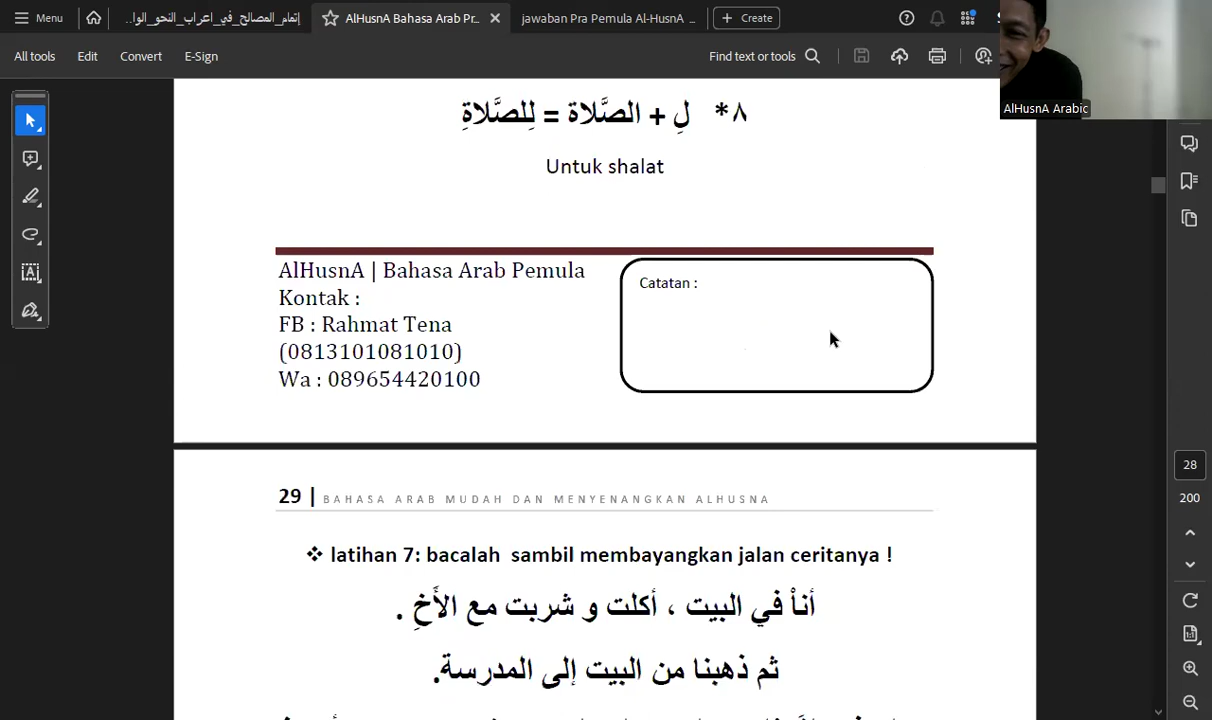 Menu
إتمام_المصالح_في_اعراب_النحو_الوا...
AlHusnA Bahasa Arab Pr...
jawaban Pra Pemula Al-HusnA ...
Create
All tools
Edit
Convert
E-Sign
Find text or tools
AlHusnA Arabic
٨* لِ + الصَّلاة = لِلصَّلاةِ
Untuk shalat
AlHusnA | Bahasa Arab Pemula
Kontak :
FB : Rahmat Tena
(0813101081010)
Wa : 089654420100
Catatan :
28
200
29 | BAHASA ARAB MUDAH DAN MENYENANGKAN ALHUSNA
❖ latihan 7: bacalah sambil membayangkan jalan ceritanya !
أناْ في البيت ، أكلت و شربت مع الأَخِ .
ثم ذهبنا من البيت إلى المدرسة.